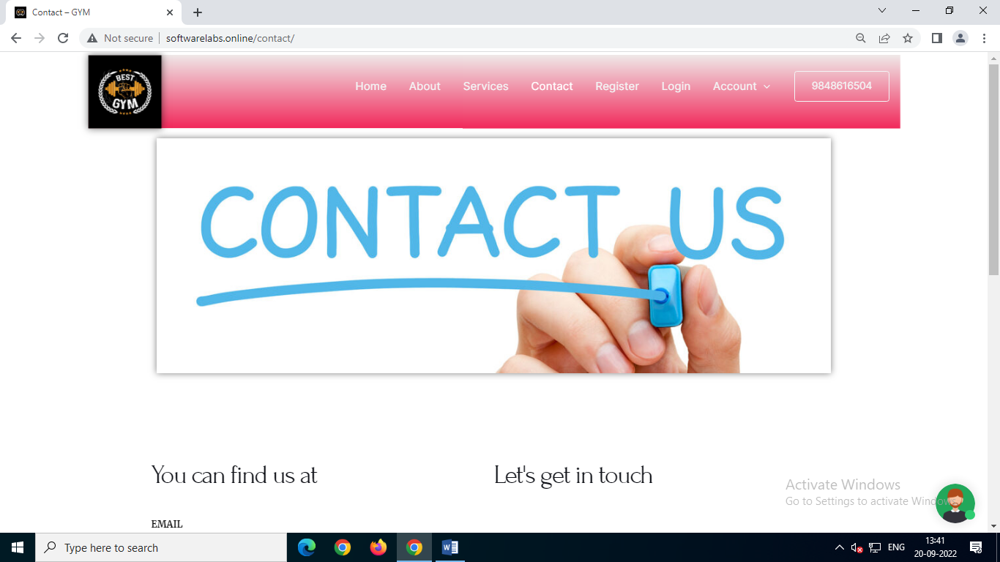 Contact – GYM
Not secure softwarelabs.online/contact/
BEST
GYM
Home About Services Contact Register Login Account 9848616504
CONTACT US
You can find us at
Let's get in touch
EMAIL
Activate Windows
Go to Settings to activate Windows
Type here to search
ENG
13:41
20-09-2022